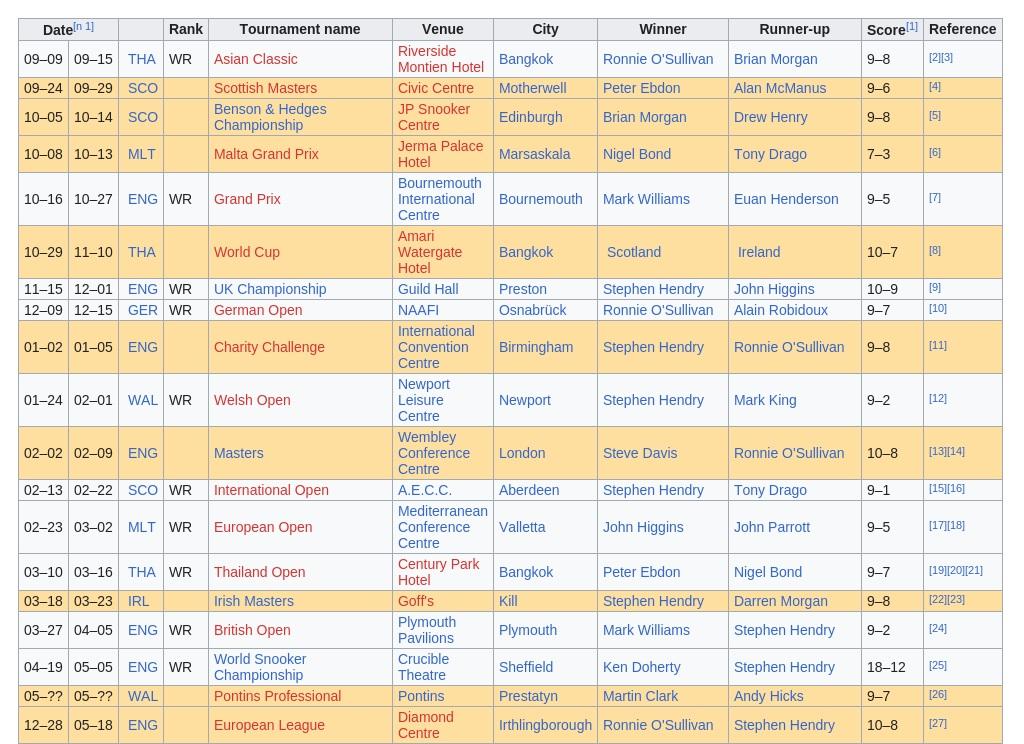 Date[n 1] Rank Tournament name Venue City Winner Runner-up Score[1] Reference
09–09 09–15 THA WR Asian Classic Riverside Montien Hotel Bangkok Ronnie O'Sullivan Brian Morgan 9–8 [2][3]
09–24 09–29 SCO Scottish Masters Civic Centre Motherwell Peter Ebdon Alan McManus 9–6 [4]
10–05 10–14 SCO Benson & Hedges Championship JP Snooker Centre Edinburgh Brian Morgan Drew Henry 9–8 [5]
10–08 10–13 MLT Malta Grand Prix Jerma Palace Hotel Marsaskala Nigel Bond Tony Drago 7–3 [6]
10–16 10–27 ENG WR Grand Prix Bournemouth International Centre Bournemouth Mark Williams Euan Henderson 9–5 [7]
10–29 11–10 THA World Cup Amari Watergate Hotel Bangkok Scotland Ireland 10–7 [8]
11–15 12–01 ENG WR UK Championship Guild Hall Preston Stephen Hendry John Higgins 10–9 [9]
12–09 12–15 GER WR German Open NAAFI Osnabrück Ronnie O'Sullivan Alain Robidoux 9–7 [10]
01–02 01–05 ENG Charity Challenge International Convention Centre Birmingham Stephen Hendry Ronnie O'Sullivan 9–8 [11]
01–24 02–01 WAL WR Welsh Open Newport Leisure Centre Newport Stephen Hendry Mark King 9–2 [12]
02–02 02–09 ENG Masters Wembley Conference Centre London Steve Davis Ronnie O'Sullivan 10–8 [13][14]
02–13 02–22 SCO WR International Open A.E.C.C. Aberdeen Stephen Hendry Tony Drago 9–1 [15][16]
02–23 03–02 MLT WR European Open Mediterranean Conference Centre Valletta John Higgins John Parrott 9–5 [17][18]
03–10 03–16 THA WR Thailand Open Century Park Hotel Bangkok Peter Ebdon Nigel Bond 9–7 [19][20][21]
03–18 03–23 IRL Irish Masters Goff's Kill Stephen Hendry Darren Morgan 9–8 [22][23]
03–27 04–05 ENG WR British Open Plymouth Pavilions Plymouth Mark Williams Stephen Hendry 9–2 [24]
04–19 05–05 ENG WR World Snooker Championship Crucible Theatre Sheffield Ken Doherty Stephen Hendry 18–12 [25]
05–?? 05–?? WAL Pontins Professional Pontins Prestatyn Martin Clark Andy Hicks 9–7 [26]
12–28 05–18 ENG European League Diamond Centre Irthlingborough Ronnie O'Sullivan Stephen Hendry 10–8 [27]